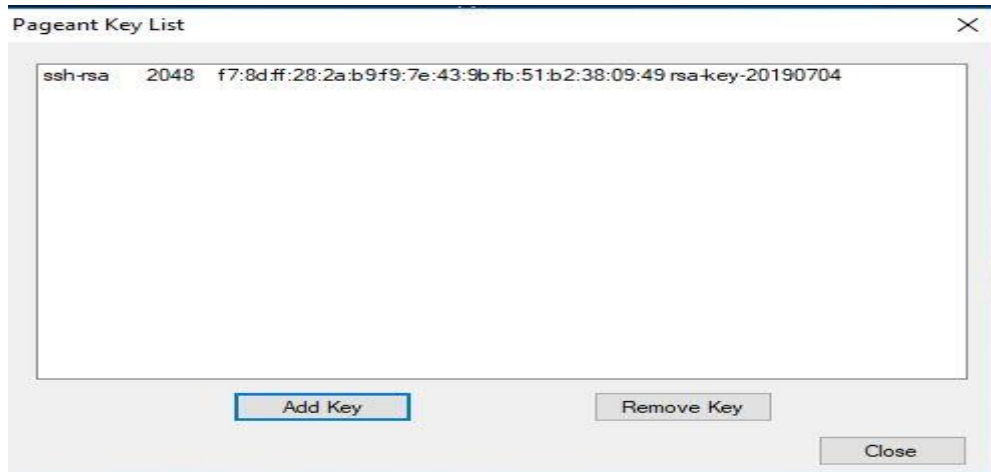 Pageant Key List
ssh-rsa 2048 f7:8d:ff:28:2a:b9:f9:7e:43:9b:fb:51:b2:38:09:49 rsa-key-20190704
Add Key
Remove Key
Close